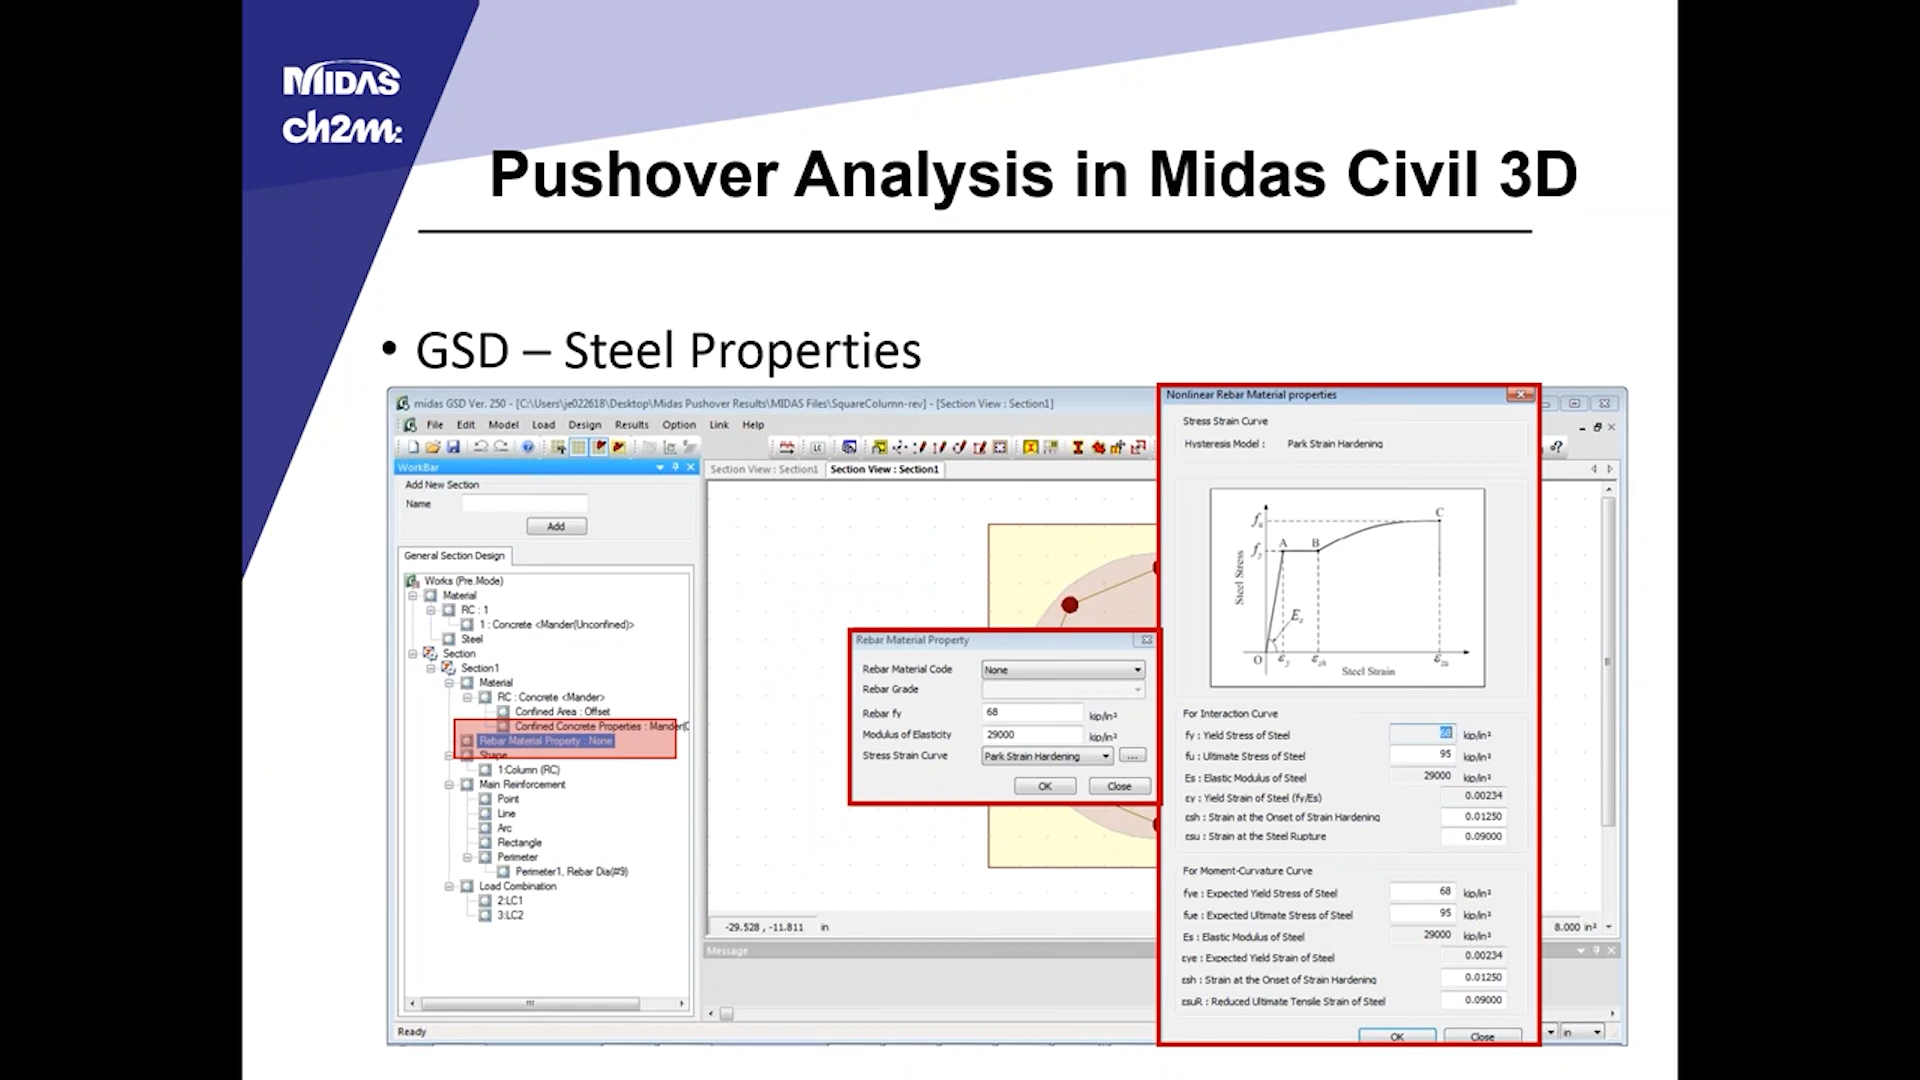 MIDAS
ch2m:
Pushover Analysis in Midas Civil 3D
• GSD – Steel Properties
midas GSD Ver. 250 - [C:\Users\je022618\Desktop\Midas Pushover Results\MIDAS Files\SquareColumn-rev] - [Section View : Section1]
File Edit Model Load Design Results Option Link Help
WorkBar
Add New Section
Name
Add
General Section Design
Works (Pre.Mode)
Material
RC : 1
1 : Concrete <Mander(Unconfined)>
Steel
Section
Section1
Material
RC : Concrete <Mander>
Confined Area : Offset
Confined Concrete Properties : Mander(C
Rebar Material Property : None
Shape
1:Column (RC)
Main Reinforcement
Point
Line
Arc
Rectangle
Perimeter
Perimeter1, Rebar Dia(#9)
Load Combination
2:LC1
3:LC2
Ready
Section View : Section1 Section View : Section1
-29.528 , -11.811 in
Message
Rebar Material Property
Rebar Material Code None
Rebar Grade
Rebar fy 68 kip/in²
Modulus of Elasticity 29000 kip/in²
Stress Strain Curve Park Strain Hardening ...
OK Close
Nonlinear Rebar Material properties
Stress Strain Curve
Hysteresis Model : Park Strain Hardening
fu C
fy A B
Steel Stress
Es
O εy εsh εsu
Steel Strain
For Interaction Curve
fy : Yield Stress of Steel 68 kip/in²
fu : Ultimate Stress of Steel 95 kip/in²
Es : Elastic Modulus of Steel 29000 kip/in²
εy : Yield Strain of Steel (fy/Es) 0.00234
εsh : Strain at the Onset of Strain Hardening 0.01250
εsu : Strain at the Steel Rupture 0.09000
For Moment-Curvature Curve
fye : Expected Yield Stress of Steel 68 kip/in²
fue : Expected Ultimate Stress of Steel 95 kip/in²
Es : Elastic Modulus of Steel 29000 kip/in²
εye : Expected Yield Strain of Steel 0.00234
εsh : Strain at the Onset of Strain Hardening 0.01250
εsuR : Reduced Ultimate Tensile Strain of Steel 0.09000
OK Close
8.000 in²
in